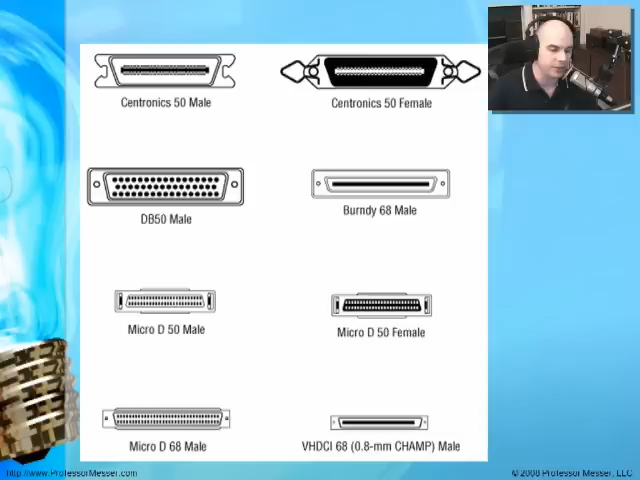 Centronics 50 Male
Centronics 50 Female
DB50 Male
Burndy 68 Male
Micro D 50 Male
Micro D 50 Female
Micro D 68 Male
VHDCI 68 (0.8-mm CHAMP) Male
http://www.ProfessorMesser.com
© 2008 Professor Messer, LLC